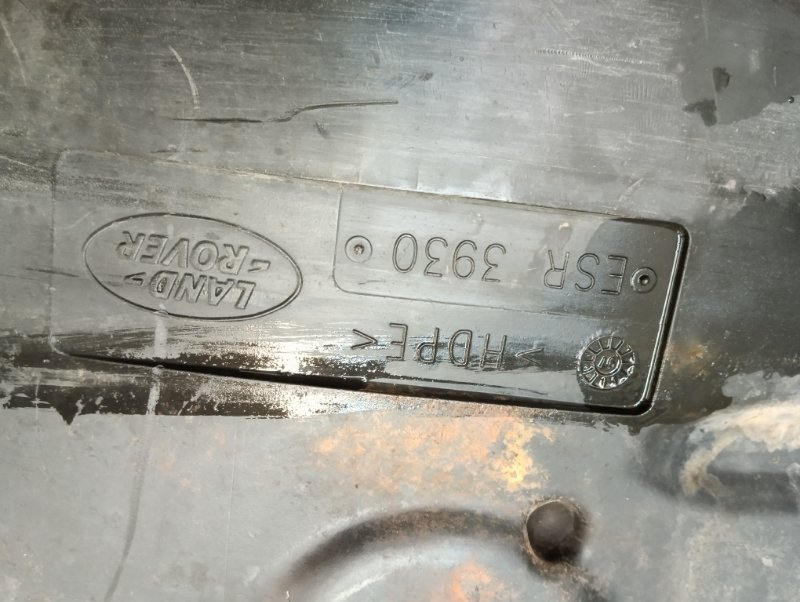 >HDPE<
ESR 3930
LAND-
-ROVER